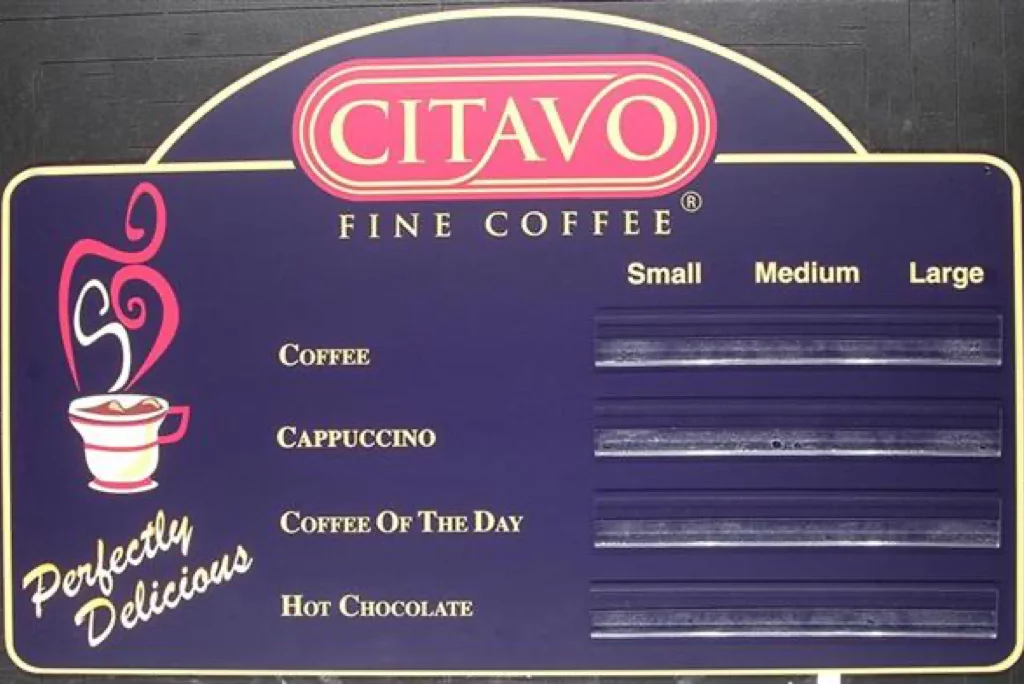 CITAVO
FINE COFFEE®
Small Medium Large
COFFEE
CAPPUCCINO
COFFEE OF THE DAY
HOT CHOCOLATE
Perfectly
Delicious